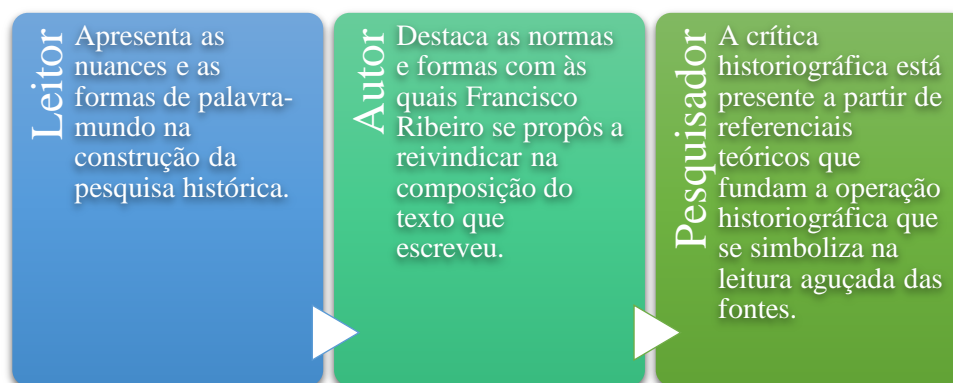 Leitor
Apresenta as
nuances e as
formas de palavra-
mundo na
construção da
pesquisa histórica.
Autor
Destaca as normas
e formas com às
quais Francisco
Ribeiro se propôs a
reivindicar na
composição do
texto que
escreveu.
Pesquisador
A crítica
historiográfica está
presente a partir de
referenciais
teóricos que
fundam a operação
historiográfica que
se simboliza na
leitura aguçada das
fontes.